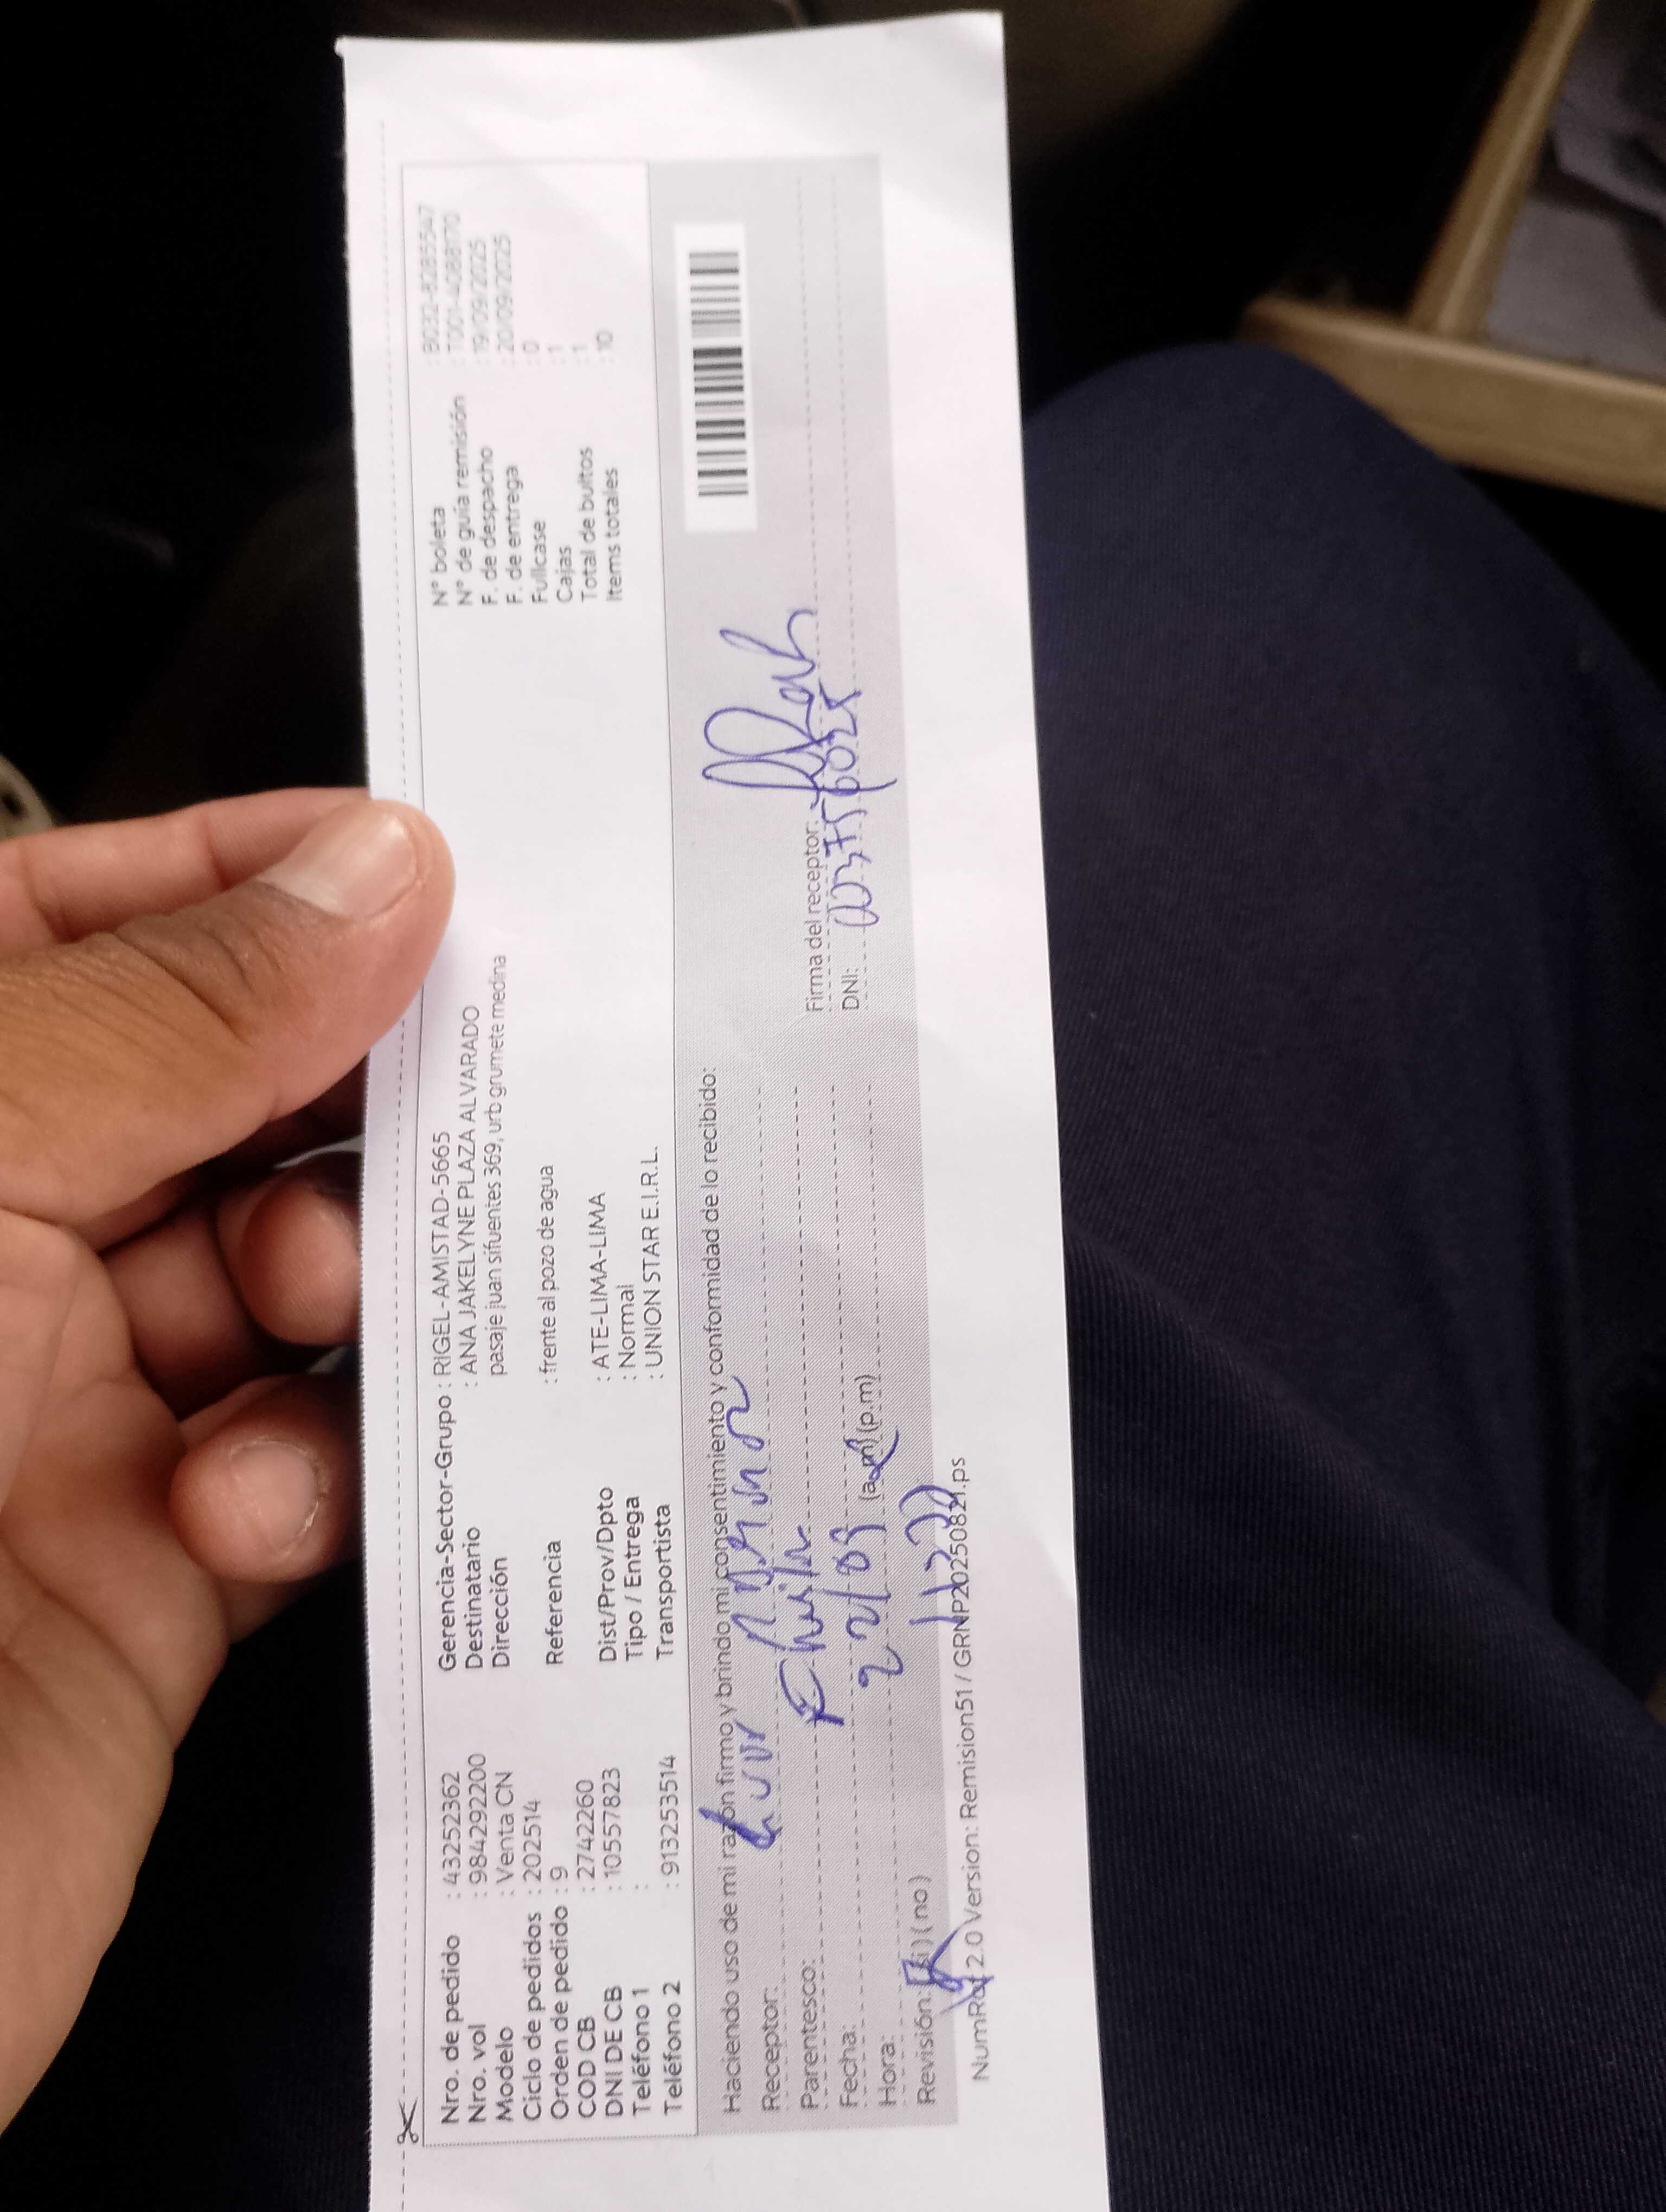 Nro. de pedido : 43252362
Nro. vol : 9842922200
Modelo : Venta CN
Ciclo de pedidos : 202514
Orden de pedido : 9
COD CB : 2742260
DNI DE CB : 10557823
Teléfono 1 :
Teléfono 2 : 913253514
Gerencia-Sector-Grupo : RIGEL-AMISTAD-5665
Destinatario : ANA JAKELYNE PLAZA ALVARADO
Dirección pasaje juan sifuentes 369, urb grumete medina
Referencia : frente al pozo de agua
Dist/Prov/Dpto : ATE-LIMA-LIMA
Tipo / Entrega : Normal
Transportista : UNION STAR E.I.R.L.
N° boleta
N° de guía remisión
F. de despacho : 19/09/2025
F. de entrega : 20/09/2025
Fullcase : 0
Cajas : 1
Total de bultos : 1
Items totales : 10
Haciendo uso de mi razón firmo y brindo mi consentimiento y conformidad de lo recibido:
Receptor:
Parentesco:
Fecha: 22/09
Hora: (a.m) (p.m)
Revisión: (si) (no)
Firma del receptor:
DNI:
2.0 Version: Remision51 / GRNP20250821.ps